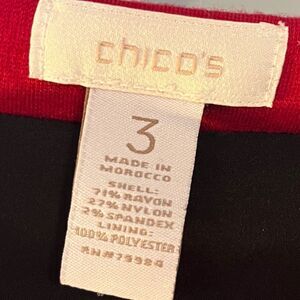 chico's
3
MADE IN
MOROCCO
SHELL:
71% RAYON
27% NYLON
2% SPANDEX
LINING:
100% POLYESTER
RN#79984